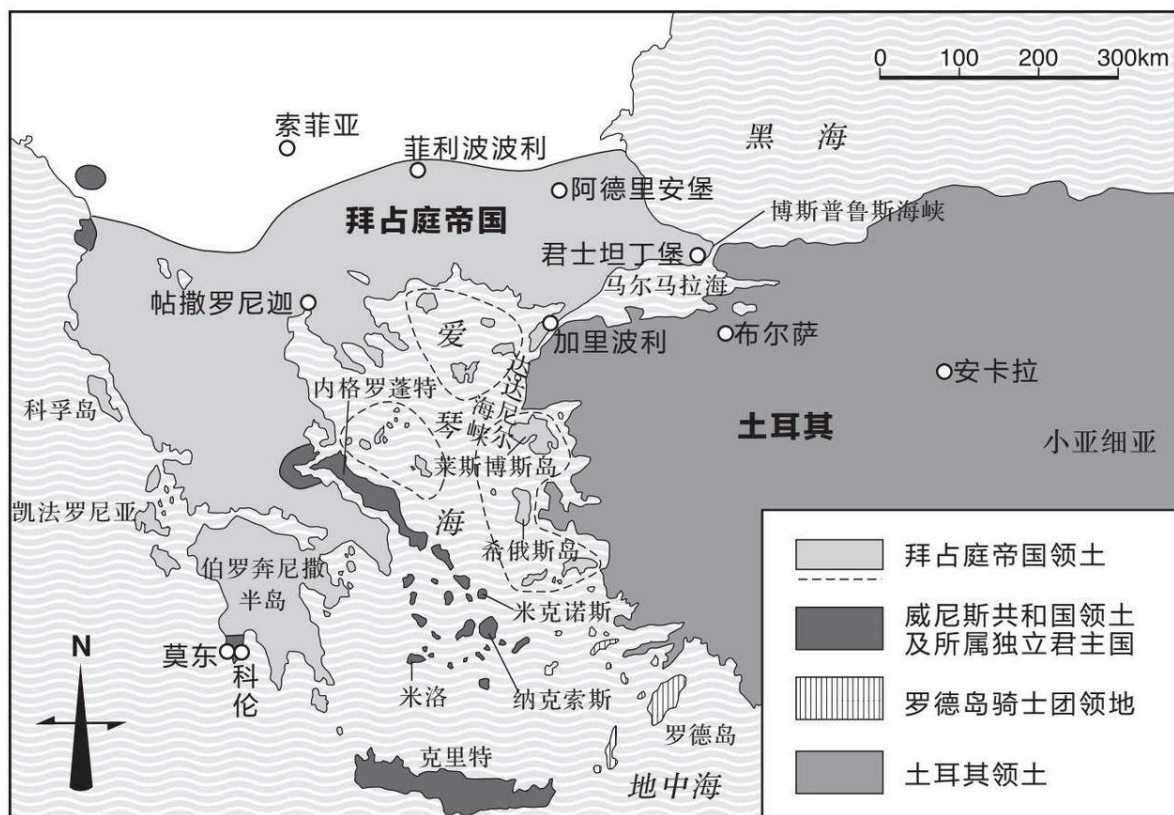 0 100 200 300km
黑海
索菲亚
菲利波波利
阿德里安堡
博斯普鲁斯海峡
拜占庭帝国
君士坦丁堡
马尔马拉海
帖撒罗尼迦
加里波利
布尔萨
安卡拉
爱琴海
达达尼尔
海峡
内格罗蓬特
科孚岛
土耳其
小亚细亚
莱斯博斯岛
凯法罗尼亚
希俄斯岛
伯罗奔尼撒
半岛
米克诺斯
N
莫东
科伦
米洛
纳克索斯
罗德岛
克里特
地中海
拜占庭帝国领土
威尼斯共和国领土
及所属独立君主国
罗德岛骑士团领地
土耳其领土